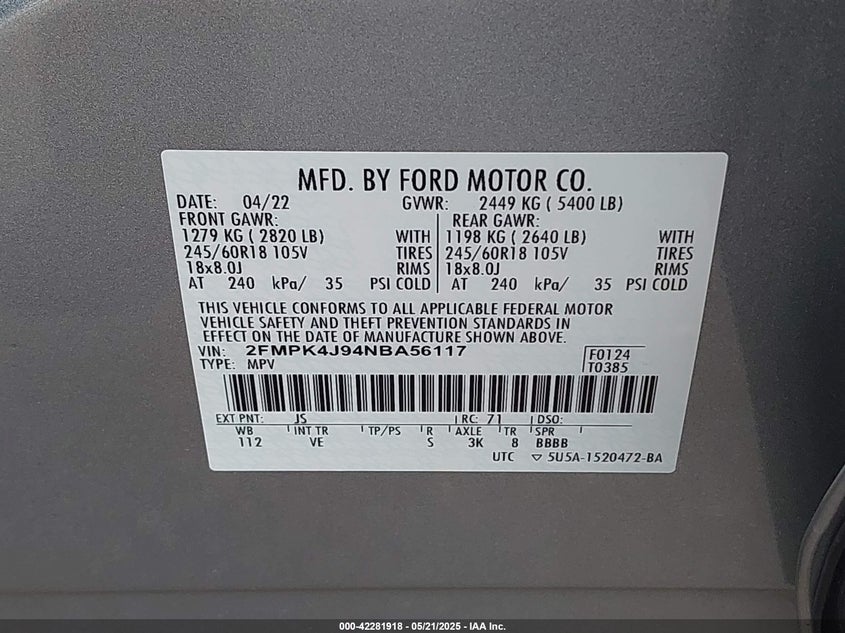 MFD. BY FORD MOTOR CO.
DATE: 04/22 GVWR: 2449 KG ( 5400 LB)
FRONT GAWR: REAR GAWR:
1279 KG ( 2820 LB) WITH 1198 KG ( 2640 LB) WITH
245/60R18 105V TIRES 245/60R18 105V TIRES
18x8.0J RIMS 18x8.0J RIMS
AT 240 kPa/ 35 PSI COLD AT 240 kPa/ 35 PSI COLD
THIS VEHICLE CONFORMS TO ALL APPLICABLE FEDERAL MOTOR
VEHICLE SAFETY AND THEFT PREVENTION STANDARDS IN
EFFECT ON THE DATE OF MANUFACTURE SHOWN ABOVE.
VIN: 2FMPK4J94NBA56117 F0124
TYPE: MPV T0385
EXT PNT: JS RC: 71 DSO:
WB INT TR TP/PS R AXLE TR SPR
112 VE S 3K 8 BBBB
UTC ▽ 5U5A-1520472-BA
000-42281918 - 05/21/2025 - IAA Inc.